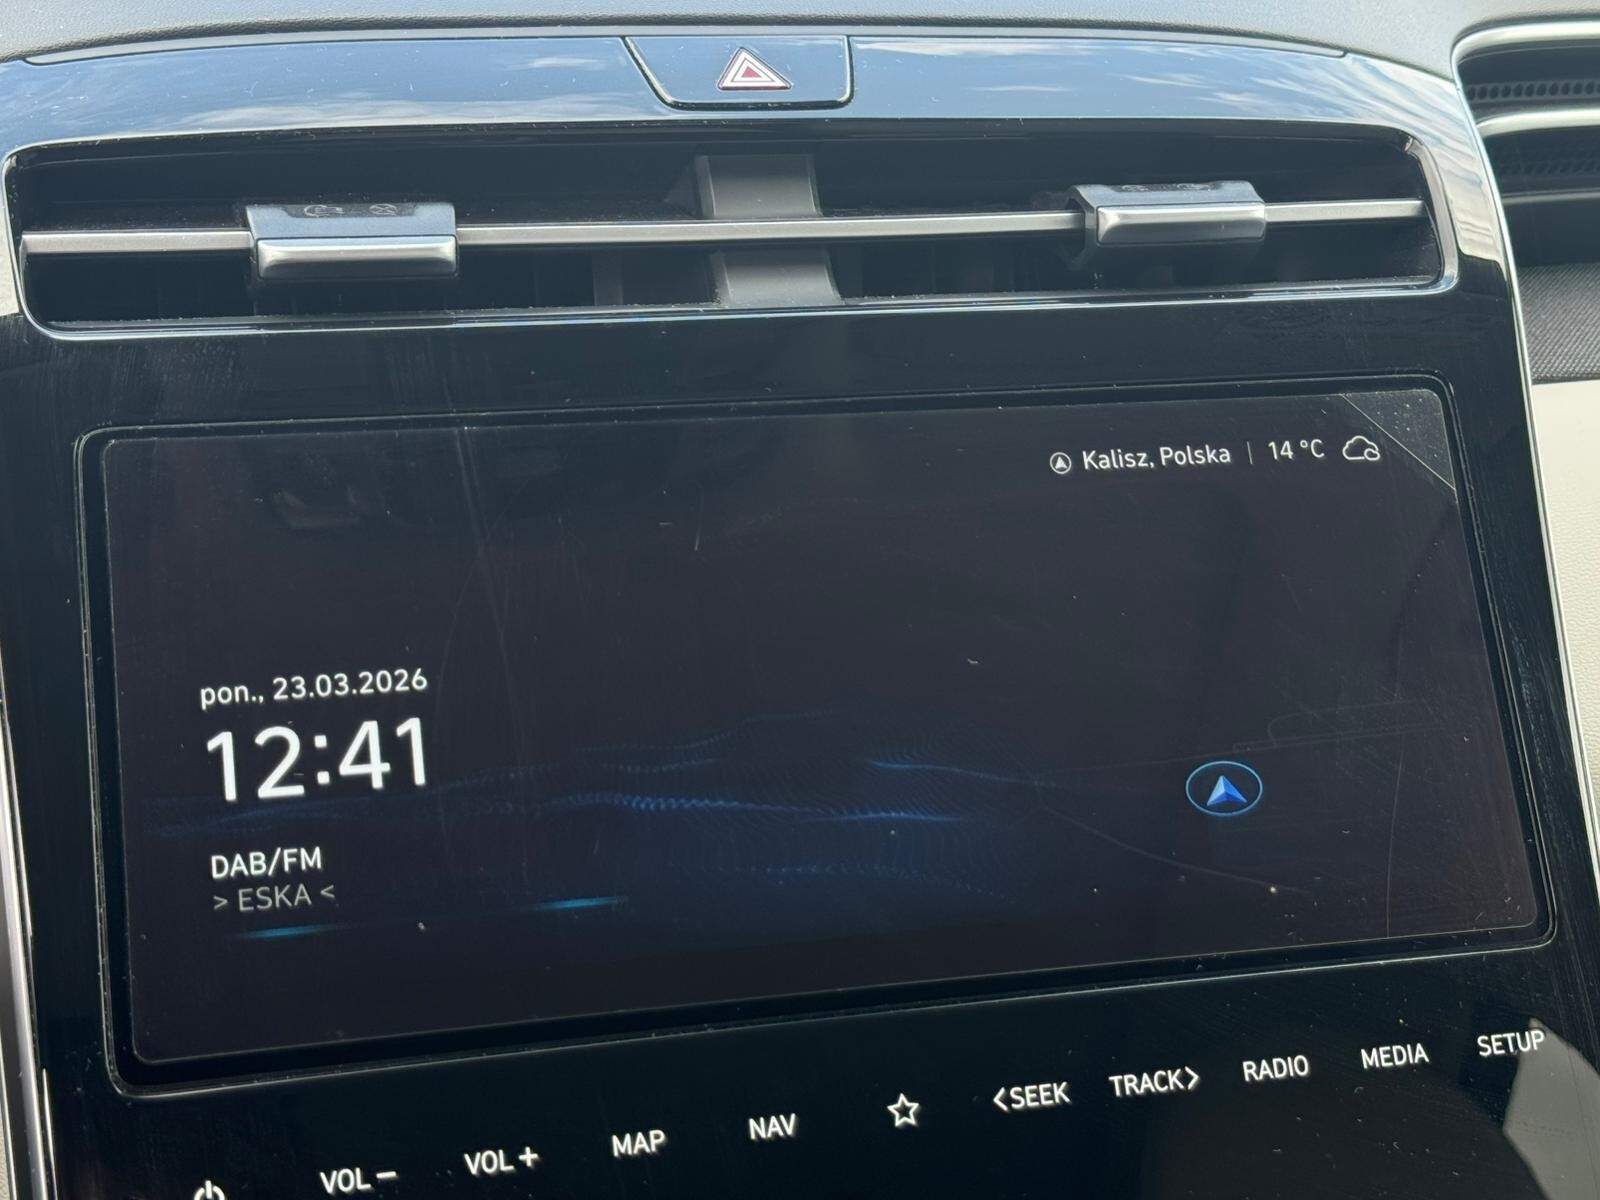 Kalisz, Polska | 14 °C
pon., 23.03.2026
12:41
DAB/FM
> ESKA <
VOL− VOL+ MAP NAV <SEEK TRACK> RADIO MEDIA SETUP